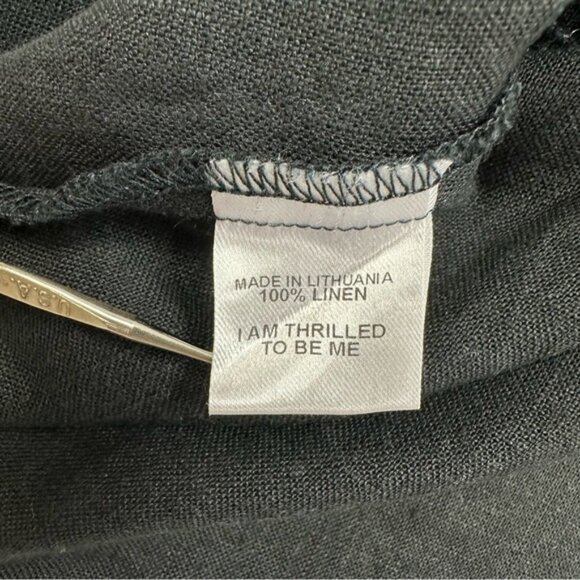 MADE IN LITHUANIA
100% LINEN
I AM THRILLED
TO BE ME
U.S.A.